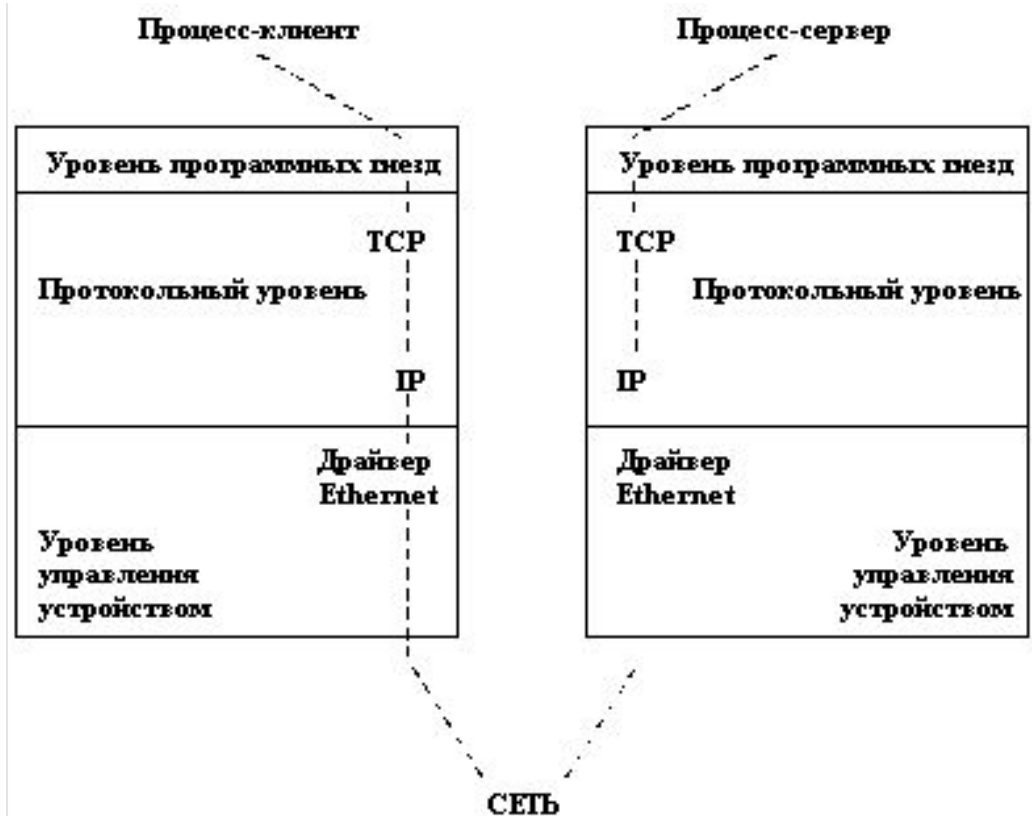 Процесс-клиент
Процесс-сервер
Уровень программных гнезд
Уровень программных гнезд
TCP
TCP
Протокольный уровень
Протокольный уровень
IP
IP
Драйвер
Ethernet
Драйвер
Ethernet
Уровень
управления
устройством
Уровень
управления
устройством
СЕТЬ